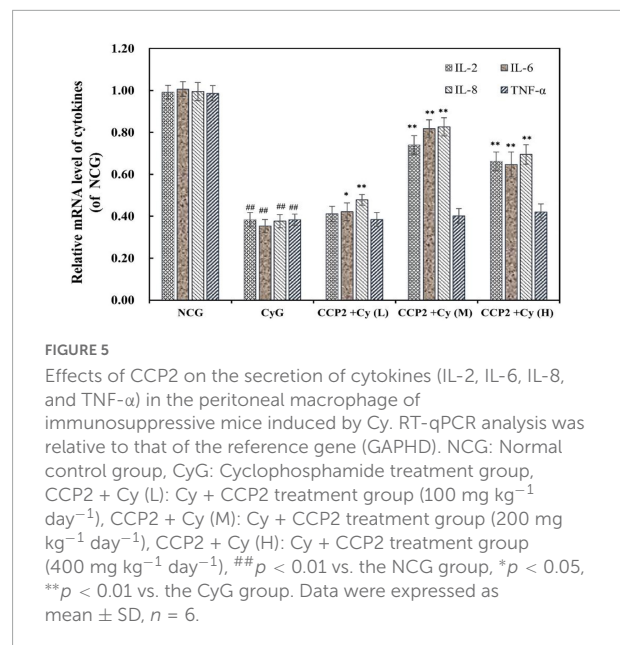 1.20
1.00
0.80
0.60
0.40
0.20
0.00
Relative mRNA level of cytokines
(of NCG)
IL-2 IL-6
IL-8 TNF-α
## ## ## ##
* **
** ** **
** ** **
NCG CyG CCP2 +Cy (L) CCP2 +Cy (M) CCP2 +Cy (H)
FIGURE 5
Effects of CCP2 on the secretion of cytokines (IL-2, IL-6, IL-8,
and TNF-α) in the peritoneal macrophage of
immunosuppressive mice induced by Cy. RT-qPCR analysis was
relative to that of the reference gene (GAPHD). NCG: Normal
control group, CyG: Cyclophosphamide treatment group,
CCP2 + Cy (L): Cy + CCP2 treatment group (100 mg kg⁻¹
day⁻¹), CCP2 + Cy (M): Cy + CCP2 treatment group (200 mg
kg⁻¹ day⁻¹), CCP2 + Cy (H): Cy + CCP2 treatment group
(400 mg kg⁻¹ day⁻¹), ##p < 0.01 vs. the NCG group, *p < 0.05,
**p < 0.01 vs. the CyG group. Data were expressed as
mean ± SD, n = 6.